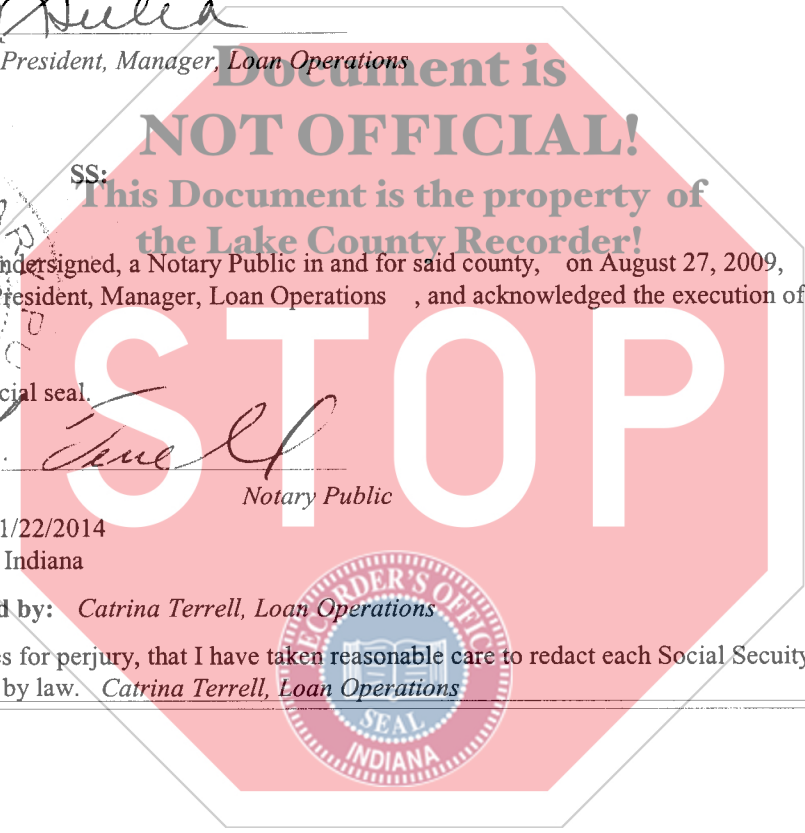 President, Manager, Loan Operations
Document is
NOT OFFICIAL!
SS:
This Document is the property of
the Lake County Recorder!
ndersigned, a Notary Public in and for said county, on August 27, 2009,
President, Manager, Loan Operations , and acknowledged the execution of
STOP
cial seal.
Notary Public
1/22/2014
Indiana
d by: Catrina Terrell, Loan Operations
es for perjury, that I have taken reasonable care to redact each Social Secuity
by law. Catrina Terrell, Loan Operations
RECORDER'S OFFICE
SEAL
INDIANA